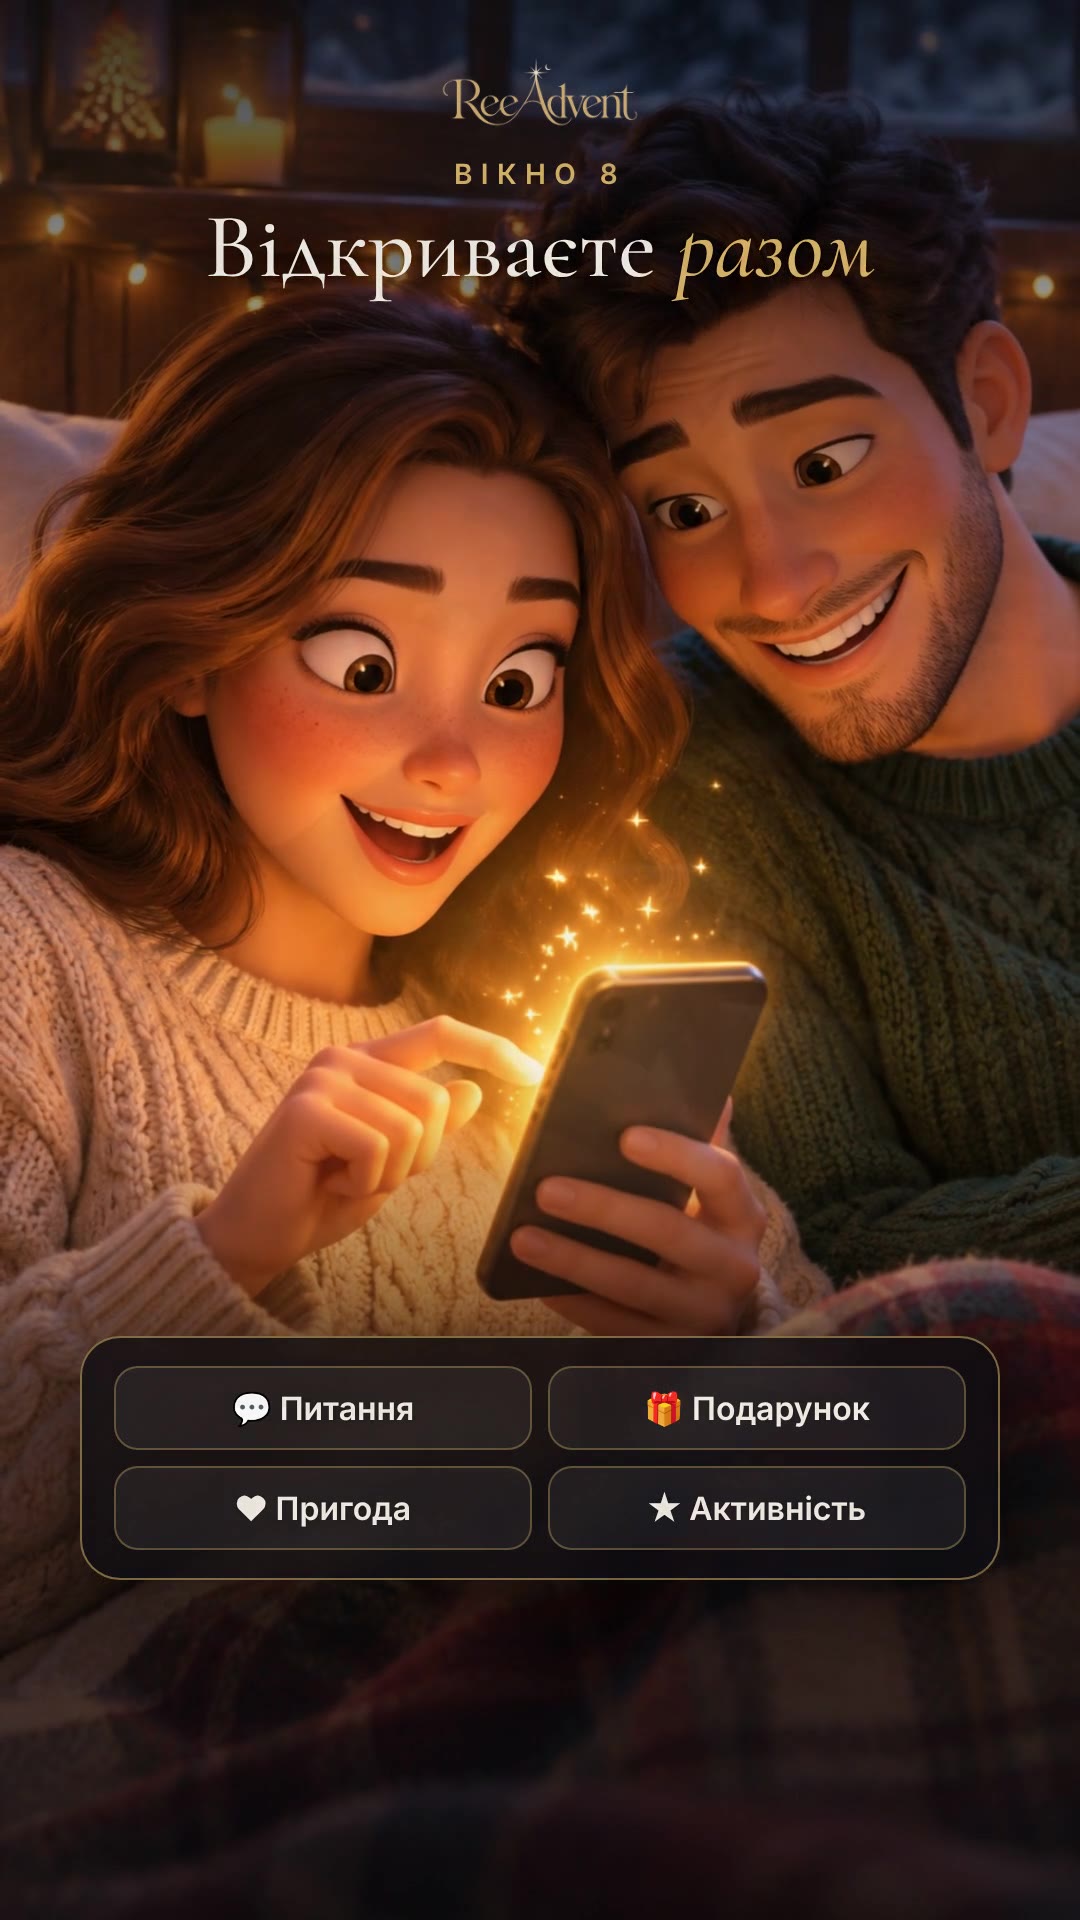 ReeAdvent
ВІКНО 8
Відкриваєте разом
💬 Питання
🎁 Подарунок
♥ Пригода
★ Активність